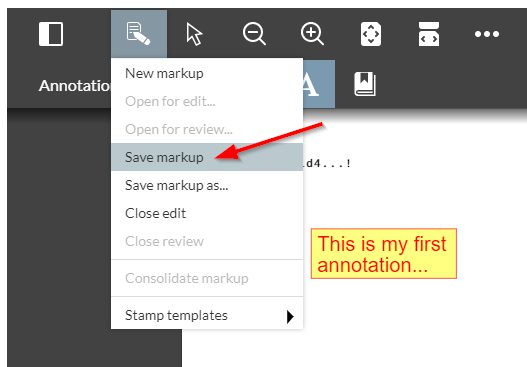 Annotatio
A
New markup
Open for edit...
Open for review...
Save markup
Save markup as...
Close edit
Close review
Consolidate markup
Stamp templates
d4...!
This is my first
annotation...